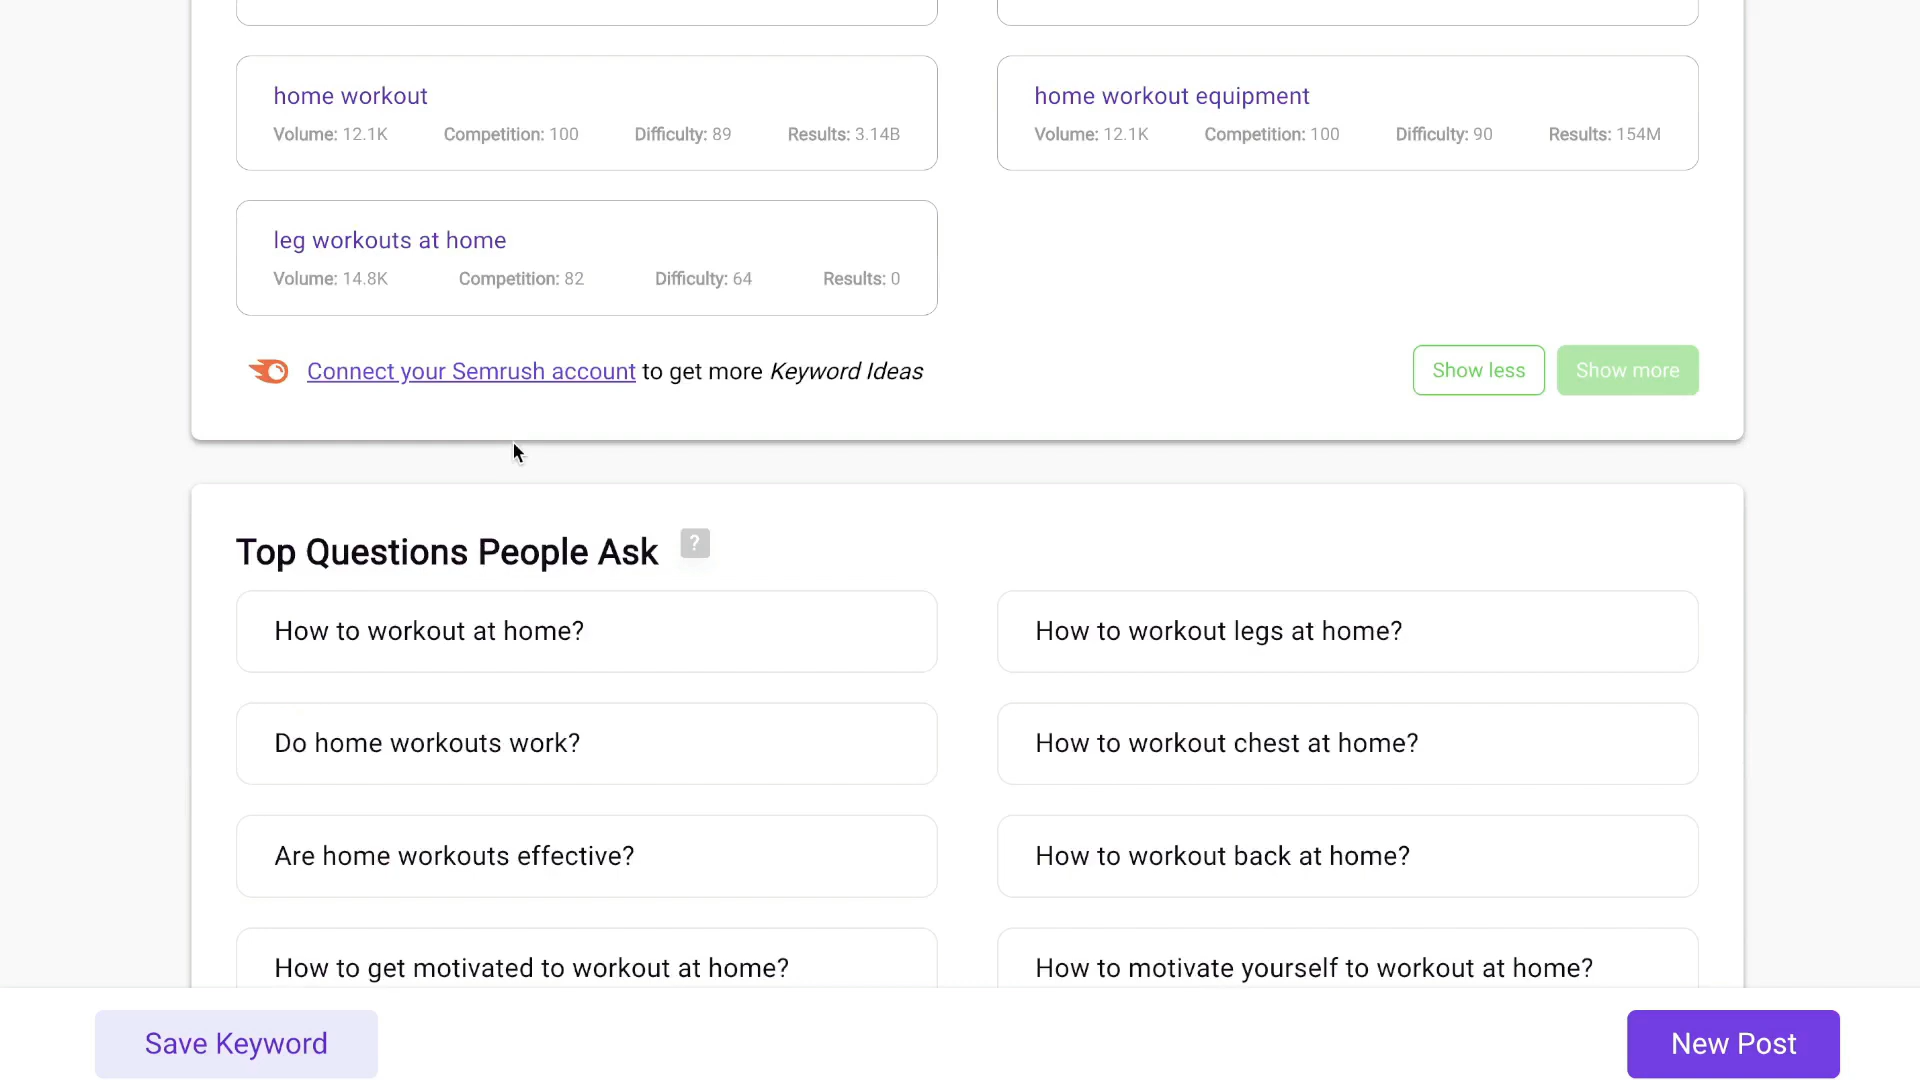 home workout
Volume: 12.1K Competition: 100 Difficulty: 89 Results: 3.14B
home workout equipment
Volume: 12.1K Competition: 100 Difficulty: 90 Results: 154M
leg workouts at home
Volume: 14.8K Competition: 82 Difficulty: 64 Results: 0
Connect your Semrush account to get more Keyword Ideas
Show less
Show more
Top Questions People Ask ?
How to workout at home?
How to workout legs at home?
Do home workouts work?
How to workout chest at home?
Are home workouts effective?
How to workout back at home?
How to get motivated to workout at home?
How to motivate yourself to workout at home?
Save Keyword
New Post